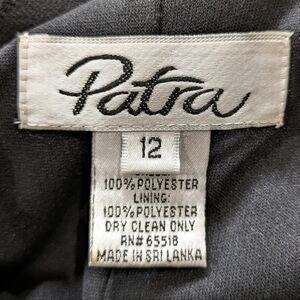 Patra
12
100% POLYESTER
LINING:
100% POLYESTER
DRY CLEAN ONLY
RN# 65518
MADE IN SRI LANKA